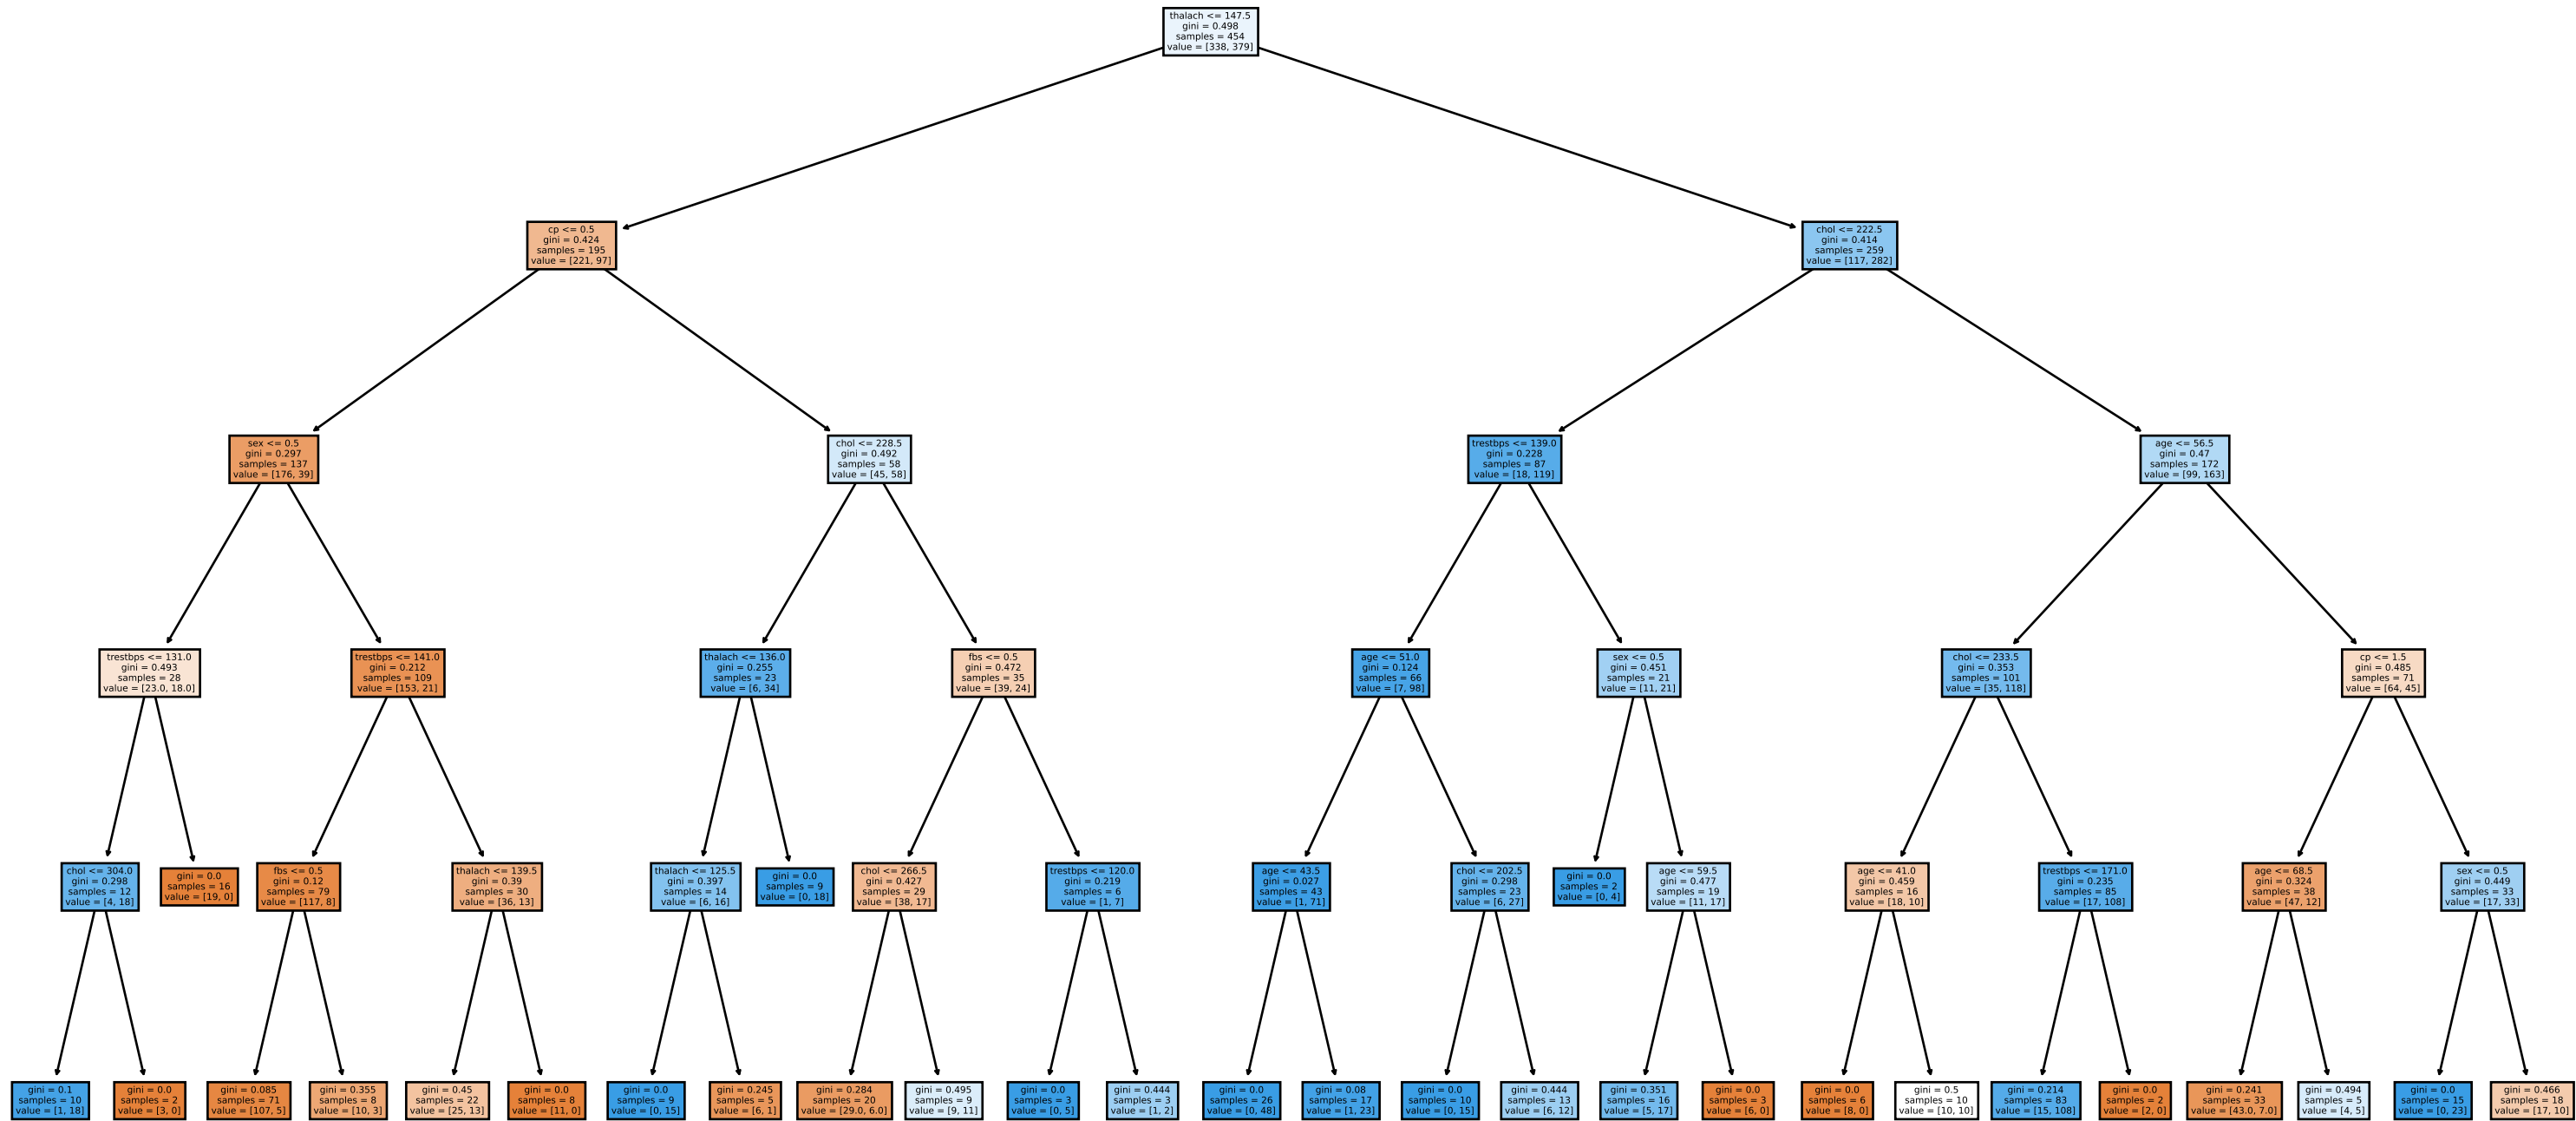 thalach <= 147.5
gini = 0.498
samples = 454
value = [338, 379]
cp <= 0.5
gini = 0.424
samples = 195
value = [221, 97]
chol <= 222.5
gini = 0.414
samples = 259
value = [117, 282]
sex <= 0.5
gini = 0.297
samples = 137
value = [176, 39]
chol <= 228.5
gini = 0.492
samples = 58
value = [45, 58]
trestbps <= 139.0
gini = 0.228
samples = 87
value = [18, 119]
age <= 56.5
gini = 0.47
samples = 172
value = [99, 163]
trestbps <= 131.0
gini = 0.493
samples = 28
value = [23.0, 18.0]
trestbps <= 141.0
gini = 0.212
samples = 109
value = [153, 21]
thalach <= 136.0
gini = 0.255
samples = 23
value = [6, 34]
fbs <= 0.5
gini = 0.472
samples = 35
value = [39, 24]
age <= 51.0
gini = 0.124
samples = 66
value = [7, 98]
sex <= 0.5
gini = 0.451
samples = 21
value = [11, 21]
chol <= 233.5
gini = 0.353
samples = 101
value = [35, 118]
cp <= 1.5
gini = 0.485
samples = 71
value = [64, 45]
chol <= 304.0
gini = 0.298
samples = 12
value = [4, 18]
gini = 0.0
samples = 16
value = [19, 0]
fbs <= 0.5
gini = 0.12
samples = 79
value = [117, 8]
thalach <= 139.5
gini = 0.39
samples = 30
value = [36, 13]
thalach <= 125.5
gini = 0.397
samples = 14
value = [6, 16]
gini = 0.0
samples = 9
value = [0, 18]
chol <= 266.5
gini = 0.427
samples = 29
value = [38, 17]
trestbps <= 120.0
gini = 0.219
samples = 6
value = [1, 7]
age <= 43.5
gini = 0.027
samples = 43
value = [1, 71]
chol <= 202.5
gini = 0.298
samples = 23
value = [6, 27]
gini = 0.0
samples = 2
value = [0, 4]
age <= 59.5
gini = 0.477
samples = 19
value = [11, 17]
age <= 41.0
gini = 0.459
samples = 16
value = [18, 10]
trestbps <= 171.0
gini = 0.235
samples = 85
value = [17, 108]
age <= 68.5
gini = 0.324
samples = 38
value = [47, 12]
sex <= 0.5
gini = 0.449
samples = 33
value = [17, 33]
gini = 0.1
samples = 10
value = [1, 18]
gini = 0.0
samples = 2
value = [3, 0]
gini = 0.085
samples = 71
value = [107, 5]
gini = 0.355
samples = 8
value = [10, 3]
gini = 0.45
samples = 22
value = [25, 13]
gini = 0.0
samples = 8
value = [11, 0]
gini = 0.0
samples = 9
value = [0, 15]
gini = 0.245
samples = 5
value = [6, 1]
gini = 0.284
samples = 20
value = [29.0, 6.0]
gini = 0.495
samples = 9
value = [9, 11]
gini = 0.0
samples = 3
value = [0, 5]
gini = 0.444
samples = 3
value = [1, 2]
gini = 0.0
samples = 26
value = [0, 48]
gini = 0.08
samples = 17
value = [1, 23]
gini = 0.0
samples = 10
value = [0, 15]
gini = 0.444
samples = 13
value = [6, 12]
gini = 0.351
samples = 16
value = [5, 17]
gini = 0.0
samples = 3
value = [6, 0]
gini = 0.0
samples = 6
value = [8, 0]
gini = 0.5
samples = 10
value = [10, 10]
gini = 0.214
samples = 83
value = [15, 108]
gini = 0.0
samples = 2
value = [2, 0]
gini = 0.241
samples = 33
value = [43.0, 7.0]
gini = 0.494
samples = 5
value = [4, 5]
gini = 0.0
samples = 15
value = [0, 23]
gini = 0.466
samples = 18
value = [17, 10]